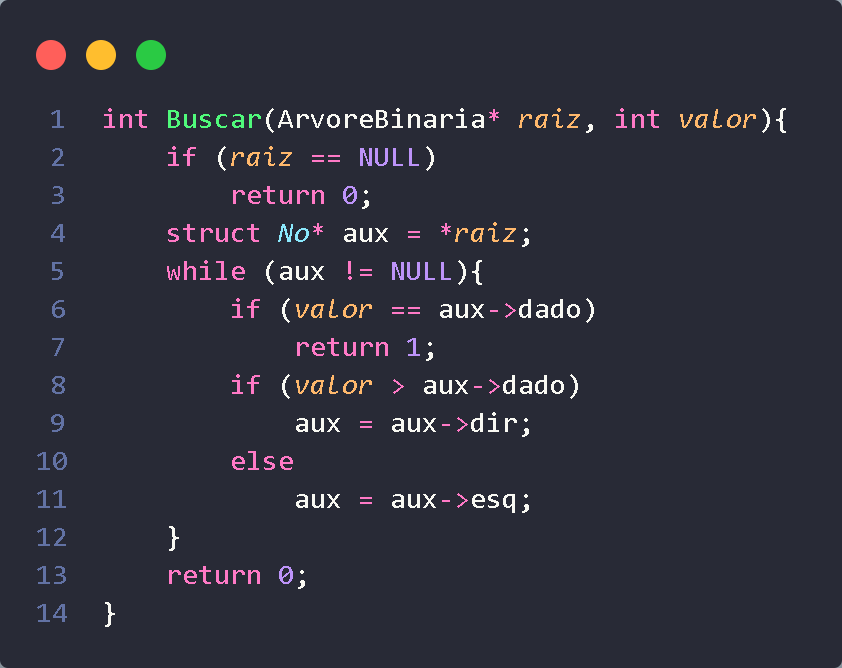 1 int Buscar(ArvoreBinaria* raiz, int valor){
2     if (raiz == NULL)
3         return 0;
4     struct No* aux = *raiz;
5     while (aux != NULL){
6         if (valor == aux->dado)
7             return 1;
8         if (valor > aux->dado)
9             aux = aux->dir;
10         else
11             aux = aux->esq;
12     }
13     return 0;
14 }